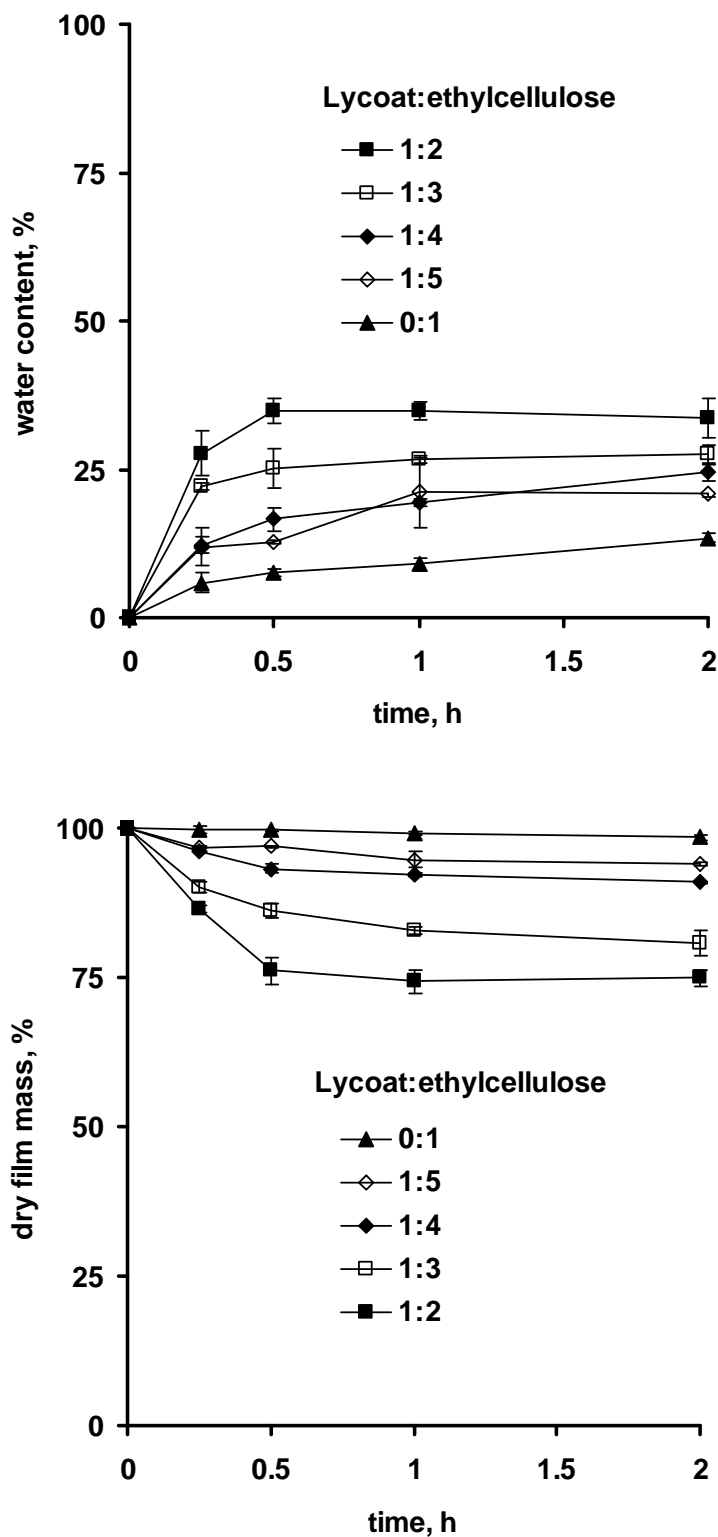 100
75
50
25
0
water content, %
Lycoat:ethylcellulose
1:2
1:3
1:4
1:5
0:1
0 0.5 1 1.5 2
time, h
100
75
50
25
0
dry film mass, %
Lycoat:ethylcellulose
0:1
1:5
1:4
1:3
1:2
0 0.5 1 1.5 2
time, h